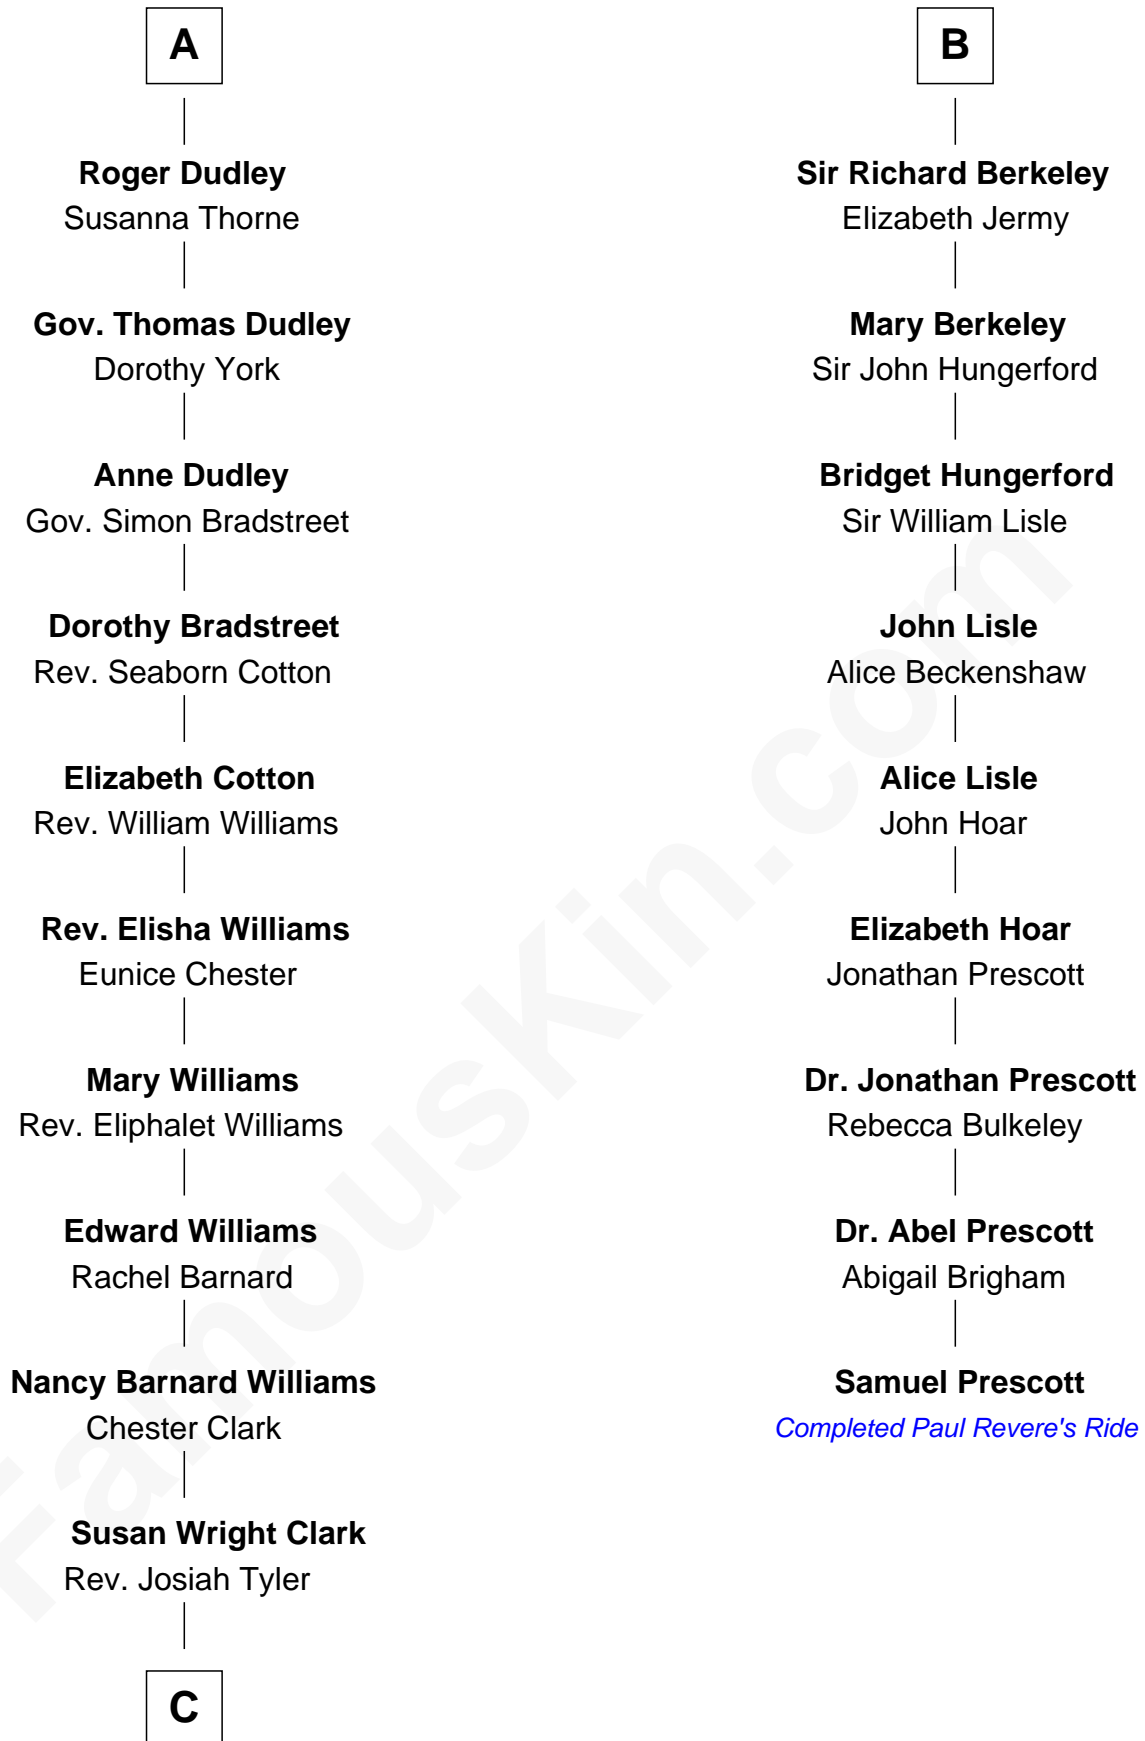 A
Roger Dudley
Susanna Thorne
Gov. Thomas Dudley
Dorothy York
Anne Dudley
Gov. Simon Bradstreet
Dorothy Bradstreet
Rev. Seaborn Cotton
Elizabeth Cotton
Rev. William Williams
Rev. Elisha Williams
Eunice Chester
Mary Williams
Rev. Eliphalet Williams
Edward Williams
Rachel Barnard
Nancy Barnard Williams
Chester Clark
Susan Wright Clark
Rev. Josiah Tyler
C
B
Sir Richard Berkeley
Elizabeth Jermy
Mary Berkeley
Sir John Hungerford
Bridget Hungerford
Sir William Lisle
John Lisle
Alice Beckenshaw
Alice Lisle
John Hoar
Elizabeth Hoar
Jonathan Prescott
Dr. Jonathan Prescott
Rebecca Bulkeley
Dr. Abel Prescott
Abigail Brigham
Samuel Prescott
Completed Paul Revere's Ride
FamousKin.com